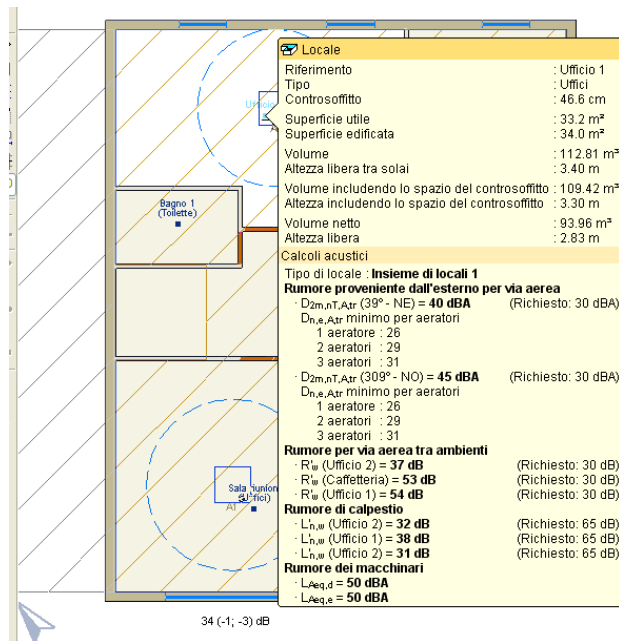 Locale
Riferimento : Ufficio 1
Tipo : Uffici
Controsoffitto : 46.6 cm
Superficie utile : 33.2 m²
Superficie edificata : 34.0 m²
Volume : 112.81 m³
Altezza libera tra solai : 3.40 m
Volume includendo lo spazio del controsoffitto : 109.42 m³
Altezza includendo lo spazio del controsoffitto : 3.30 m
Volume netto : 93.96 m³
Altezza libera : 2.83 m
Calcoli acustici
Tipo di locale : Insieme di locali 1
Rumore proveniente dall'esterno per via aerea
· D2m,nT,A,tr (39° - NE) = 40 dBA (Richiesto: 30 dBA)
Dn,e,A,tr minimo per aeratori
1 aeratore : 26
2 aeratori : 29
3 aeratori : 31
· D2m,nT,A,tr (309° - NO) = 45 dBA (Richiesto: 30 dBA)
Dn,e,A,tr minimo per aeratori
1 aeratore : 26
2 aeratori : 29
3 aeratori : 31
Rumore per via aerea tra ambienti
· R'w (Ufficio 2) = 37 dB (Richiesto: 30 dB)
· R'w (Caffetteria) = 53 dB (Richiesto: 30 dB)
· R'w (Ufficio 1) = 54 dB (Richiesto: 30 dB)
Rumore di calpestio
· L'n,w (Ufficio 2) = 32 dB (Richiesto: 65 dB)
· L'n,w (Ufficio 1) = 38 dB (Richiesto: 65 dB)
· L'n,w (Ufficio 2) = 31 dB (Richiesto: 65 dB)
Rumore dei macchinari
· LAeq,d = 50 dBA
· LAeq,e = 50 dBA
Ufficio
Bagno 1
(Toilette)
Sala riunion
(Uffici)
A1
34 (-1; -3) dB